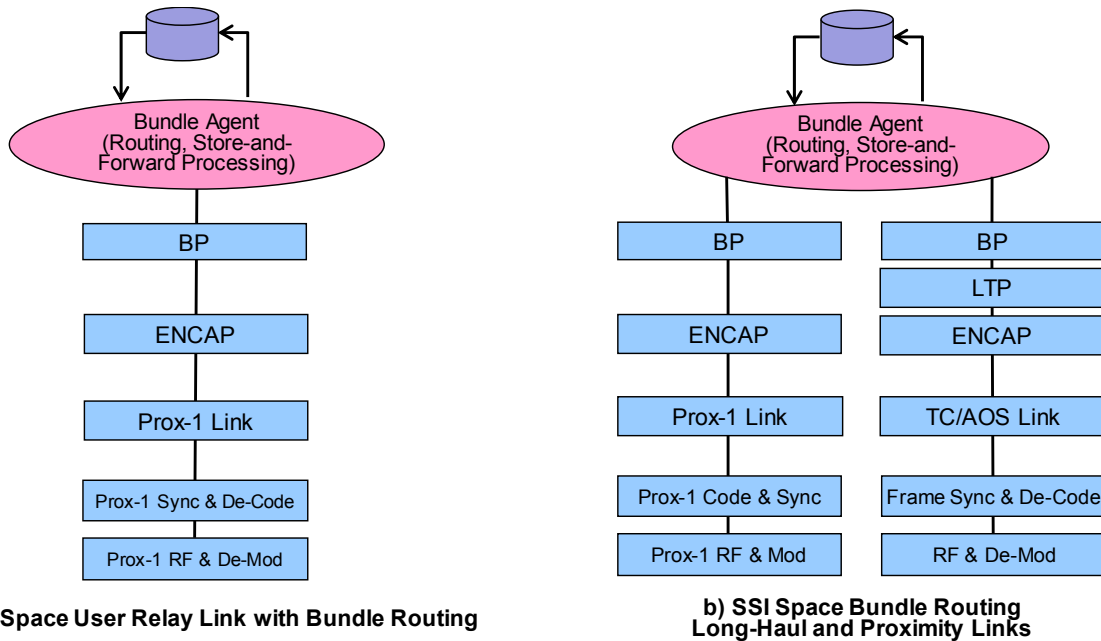 Bundle Agent
(Routing, Store-and-
Forward Processing)
BP
ENCAP
Prox-1 Link
Prox-1 Sync & De-Code
Prox-1 RF & De-Mod
Space User Relay Link with Bundle Routing
Bundle Agent
(Routing, Store-and-
Forward Processing)
BP
ENCAP
Prox-1 Link
Prox-1 Code & Sync
Prox-1 RF & Mod
BP
LTP
ENCAP
TC/AOS Link
Frame Sync & De-Code
RF & De-Mod
b) SSI Space Bundle Routing
Long-Haul and Proximity Links